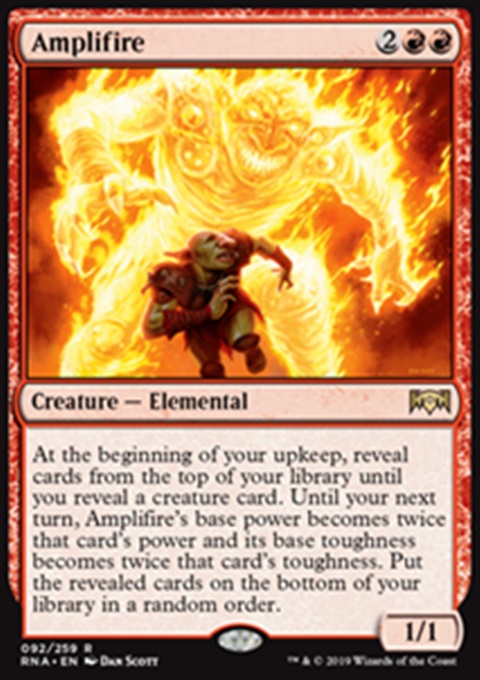 Amplifire 2
Creature — Elemental
At the beginning of your upkeep, reveal
cards from the top of your library until
you reveal a creature card. Until your next
turn, Amplifire's base power becomes twice
that card's power and its base toughness
becomes twice that card's toughness. Put
the revealed cards on the bottom of your
library in a random order.
1/1
092/259 R
RNA • EN Dan Scott
™ & © 2019 Wizards of the Coast